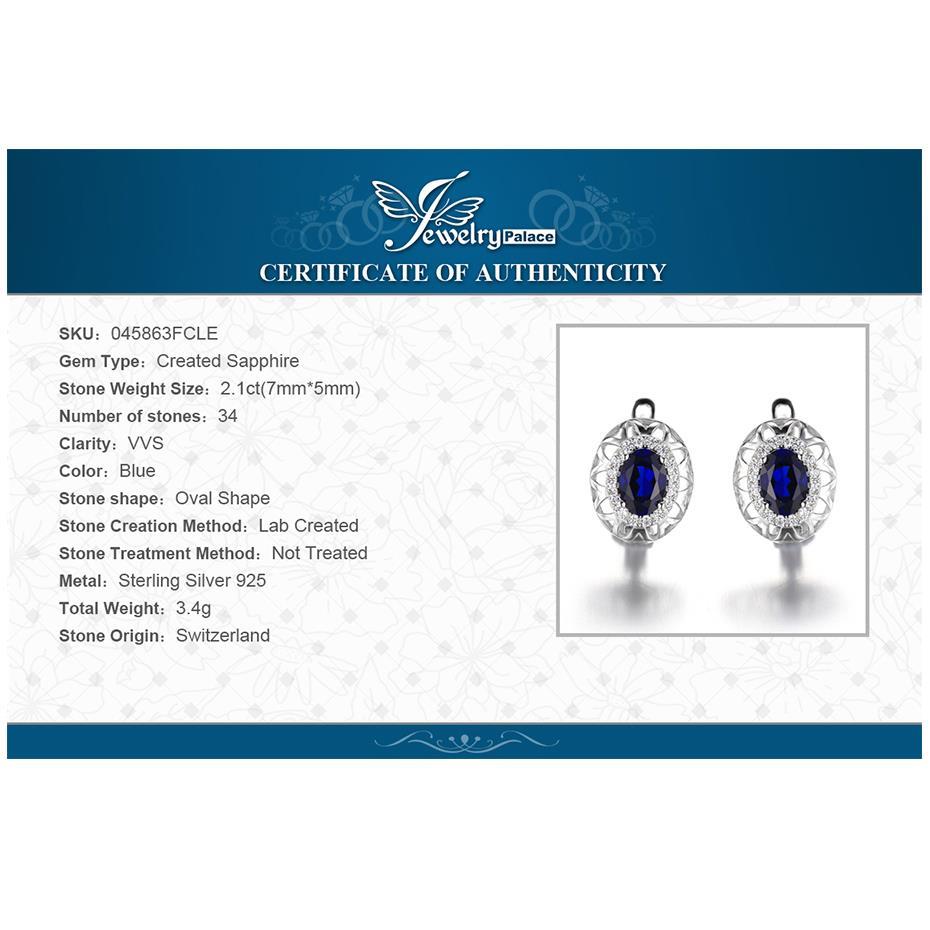 JewelryPalace
CERTIFICATE OF AUTHENTICITY
SKU：045863FCLE
Gem Type：Created Sapphire
Stone Weight Size：2.1ct(7mm*5mm)
Number of stones：34
Clarity：VVS
Color：Blue
Stone shape：Oval Shape
Stone Creation Method：Lab Created
Stone Treatment Method：Not Treated
Metal：Sterling Silver 925
Total Weight：3.4g
Stone Origin：Switzerland